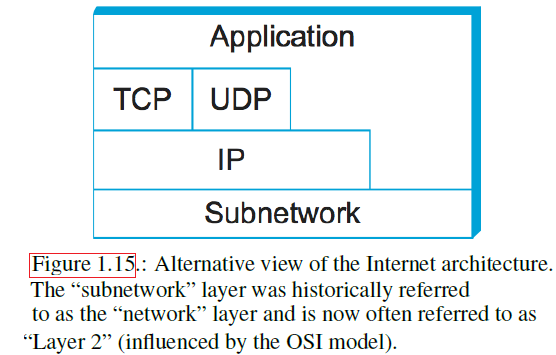 Application
TCP UDP
IP
Subnetwork
Figure 1.15.: Alternative view of the Internet architecture.
The “subnetwork” layer was historically referred
to as the “network” layer and is now often referred to as
“Layer 2” (influenced by the OSI model).